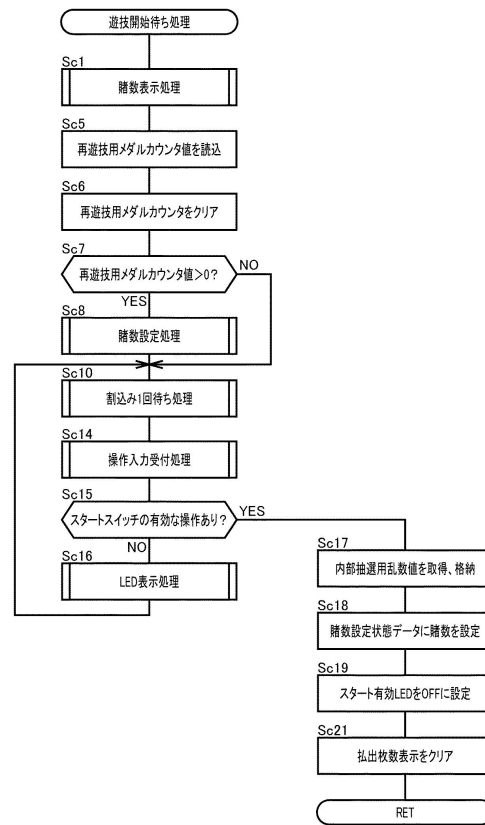 遊技開始待ち処理
Sc1
賭数表示処理
Sc5
再遊技用メダルカウンタ値を読込
Sc6
再遊技用メダルカウンタをクリア
Sc7
再遊技用メダルカウンタ値>0?
NO
YES
Sc8
賭数設定処理
Sc10
割込み1回待ち処理
Sc14
操作入力受付処理
Sc15
スタートスイッチの有効な操作あり?
YES
NO
Sc16
LED表示処理
Sc17
内部抽選用乱数値を取得、格納
Sc18
賭数設定状態データに賭数を設定
Sc19
スタート有効LEDをOFFに設定
Sc21
払出枚数表示をクリア
RET